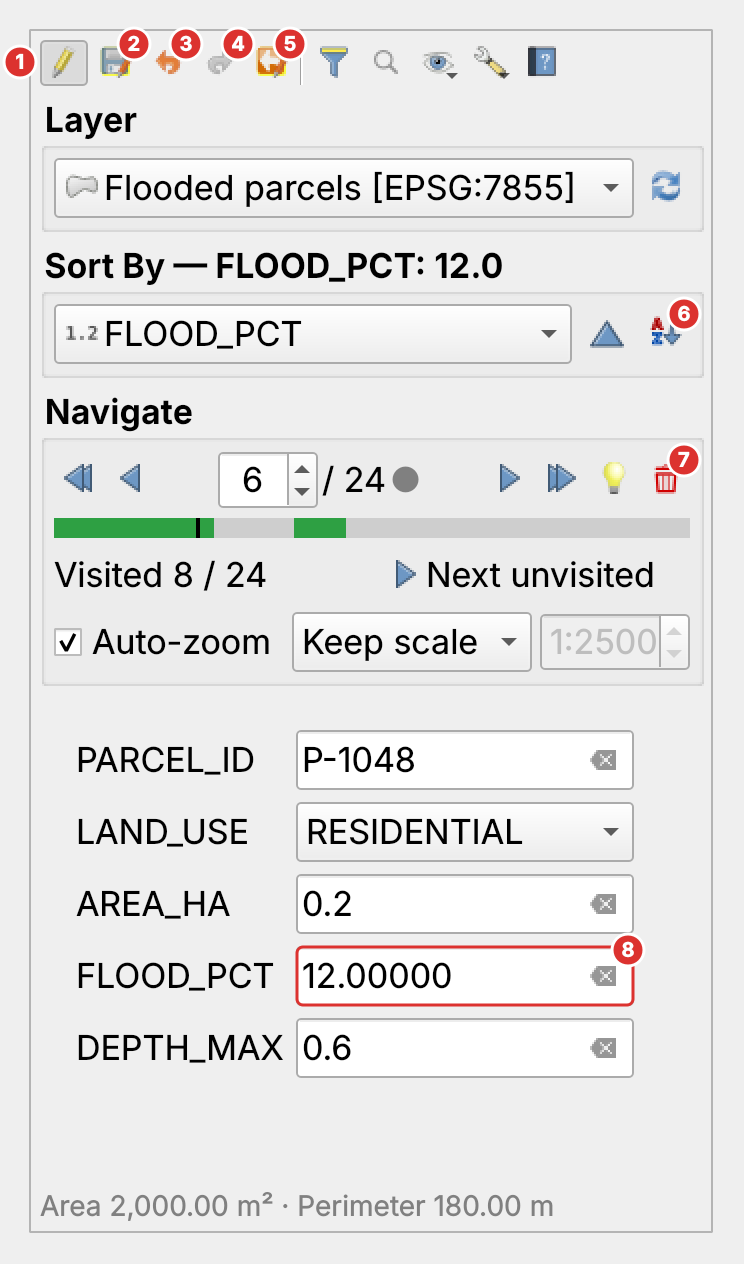 1 2 3 4 5 ?
Layer
Flooded parcels [EPSG:7855]
Sort By — FLOOD_PCT: 12.0
1.2 FLOOD_PCT A Z 6
Navigate
6 / 24 7
Visited 8 / 24 Next unvisited
Auto-zoom Keep scale 1:2500
PARCEL_ID P-1048
LAND_USE RESIDENTIAL
AREA_HA 0.2
FLOOD_PCT 12.00000 8
DEPTH_MAX 0.6
Area 2,000.00 m² · Perimeter 180.00 m